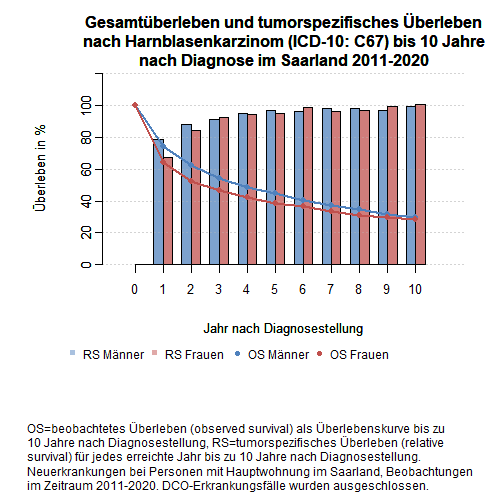 Gesamtüberleben und tumorspezifisches Überleben
nach Harnblasenkarzinom (ICD-10: C67) bis 10 Jahre
nach Diagnose im Saarland 2011-2020
Überleben in %
100
80
60
40
20
0
0 1 2 3 4 5 6 7 8 9 10
Jahr nach Diagnosestellung
RS Männer RS Frauen OS Männer OS Frauen
OS=beobachtetes Überleben (observed survival) als Überlebenskurve bis zu
10 Jahre nach Diagnosestellung, RS=tumorspezifisches Überleben (relative
survival) für jedes erreichte Jahr bis zu 10 Jahre nach Diagnosestellung.
Neuerkrankungen bei Personen mit Hauptwohnung im Saarland, Beobachtungen
im Zeitraum 2011-2020. DCO-Erkrankungsfälle wurden ausgeschlossen.